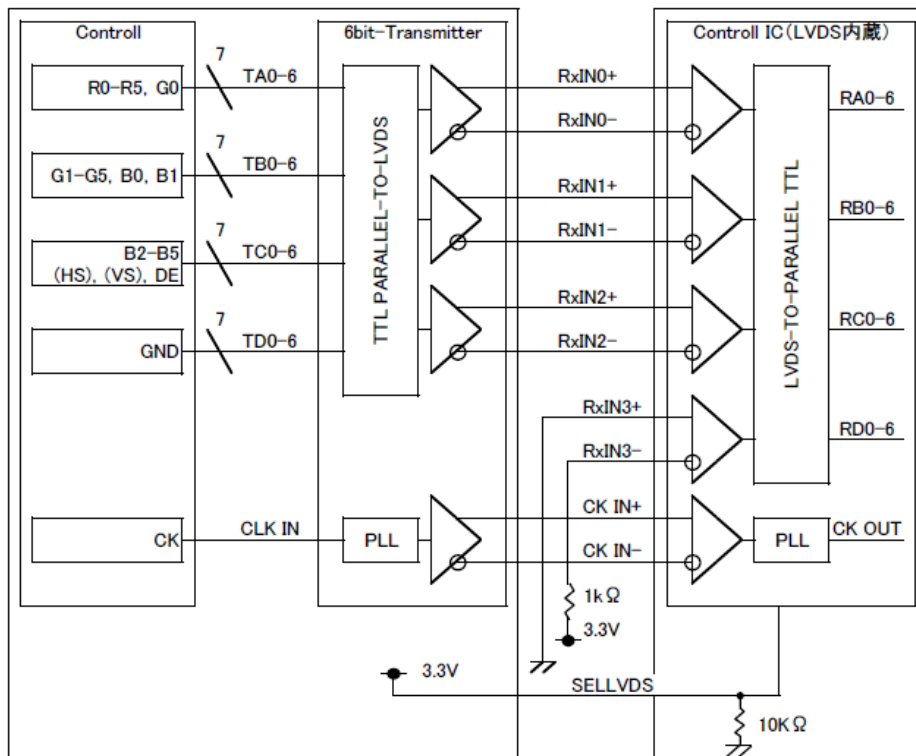 Controll
6bit-Transmitter
Controll IC(LVDS内蔵)
R0-R5, G0
7
TA0-6
RxIN0+
RxIN0-
RA0-6
G1-G5, B0, B1
7
TB0-6
RxIN1+
RxIN1-
RB0-6
B2-B5
(HS), (VS), DE
7
TC0-6
RxIN2+
RxIN2-
RC0-6
GND
7
TD0-6
RxIN3+
RxIN3-
RD0-6
TTL PARALLEL-TO-LVDS
LVDS-TO-PARALLEL TTL
CK
CLK IN
PLL
CK IN+
CK IN-
PLL
CK OUT
1kΩ
3.3V
3.3V
SELLVDS
10KΩ